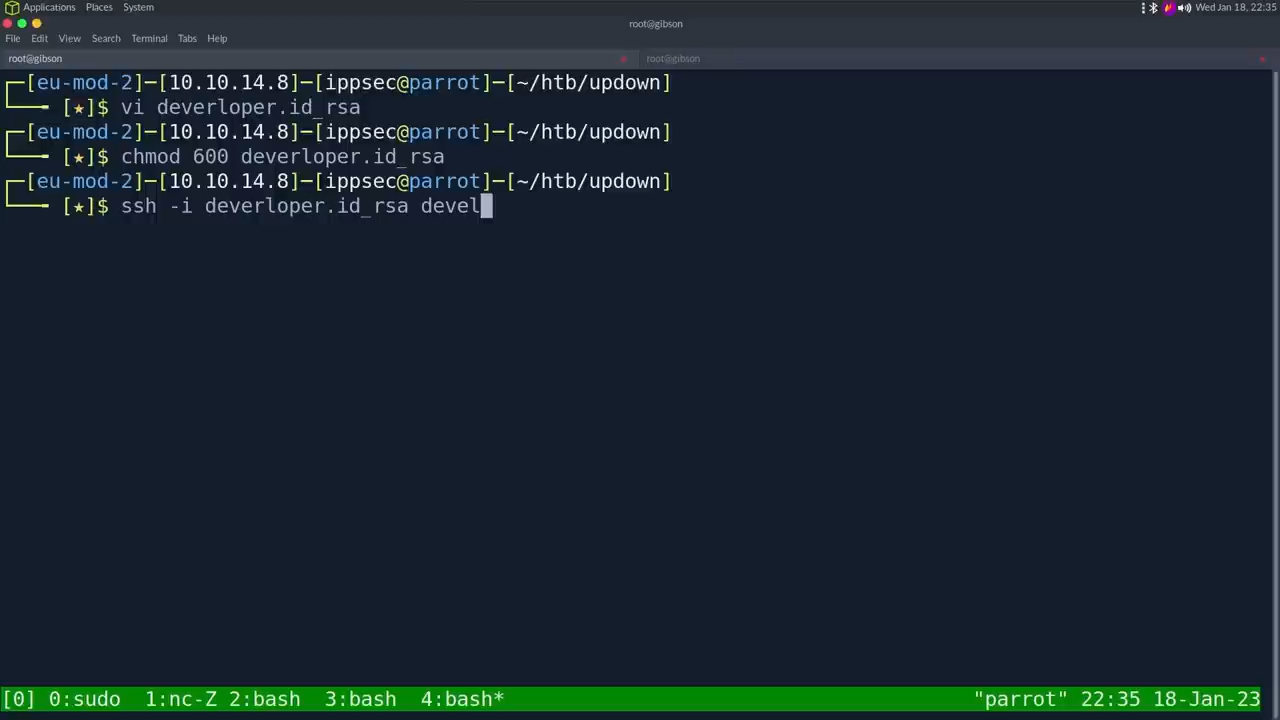 Applications Places System
Wed Jan 18, 22:35
root@gibson
File Edit View Search Terminal Tabs Help
root@gibson
root@gibson
[eu-mod-2]─[10.10.14.8]─[ippsec@parrot]─[~/htb/updown]
[★]$ vi deverloper.id_rsa
[eu-mod-2]─[10.10.14.8]─[ippsec@parrot]─[~/htb/updown]
[★]$ chmod 600 deverloper.id_rsa
[eu-mod-2]─[10.10.14.8]─[ippsec@parrot]─[~/htb/updown]
[★]$ ssh -i deverloper.id_rsa devel
[0] 0:sudo 1:nc-Z 2:bash 3:bash 4:bash* "parrot" 22:35 18-Jan-23